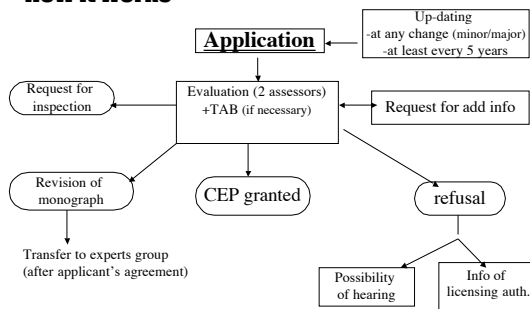 how it works
Up-dating
-at any change (minor/major)
-at least every 5 years
Application
Request for
inspection
Evaluation (2 assessors)
+TAB (if necessary)
Request for add info
Revision of
monograph
CEP granted
refusal
Transfer to experts group
(after applicant's agreement)
Possibility
of hearing
Info of
licensing auth.